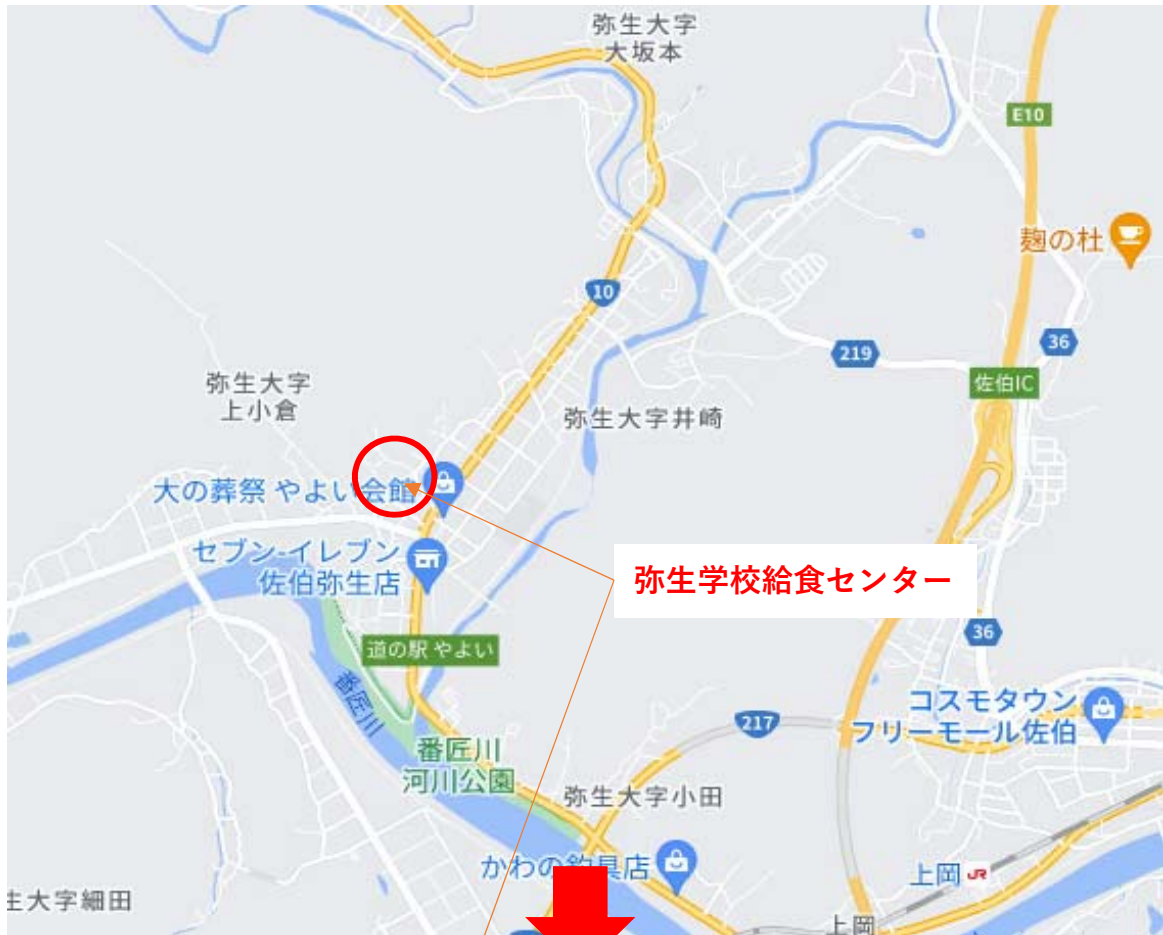 弥生大字
大坂本
E10
麹の杜
10
36
219
佐伯IC
弥生大字
上小倉
弥生大字井崎
大の葬祭 やよい会館
セブン-イレブン
佐伯弥生店
弥生学校給食センター
36
道の駅 やよい
番匠川
217
コスモタウン
フリーモール佐伯
番匠川
河川公園
弥生大字小田
かわの釣具店
上岡 JR
生大字細田
上岡